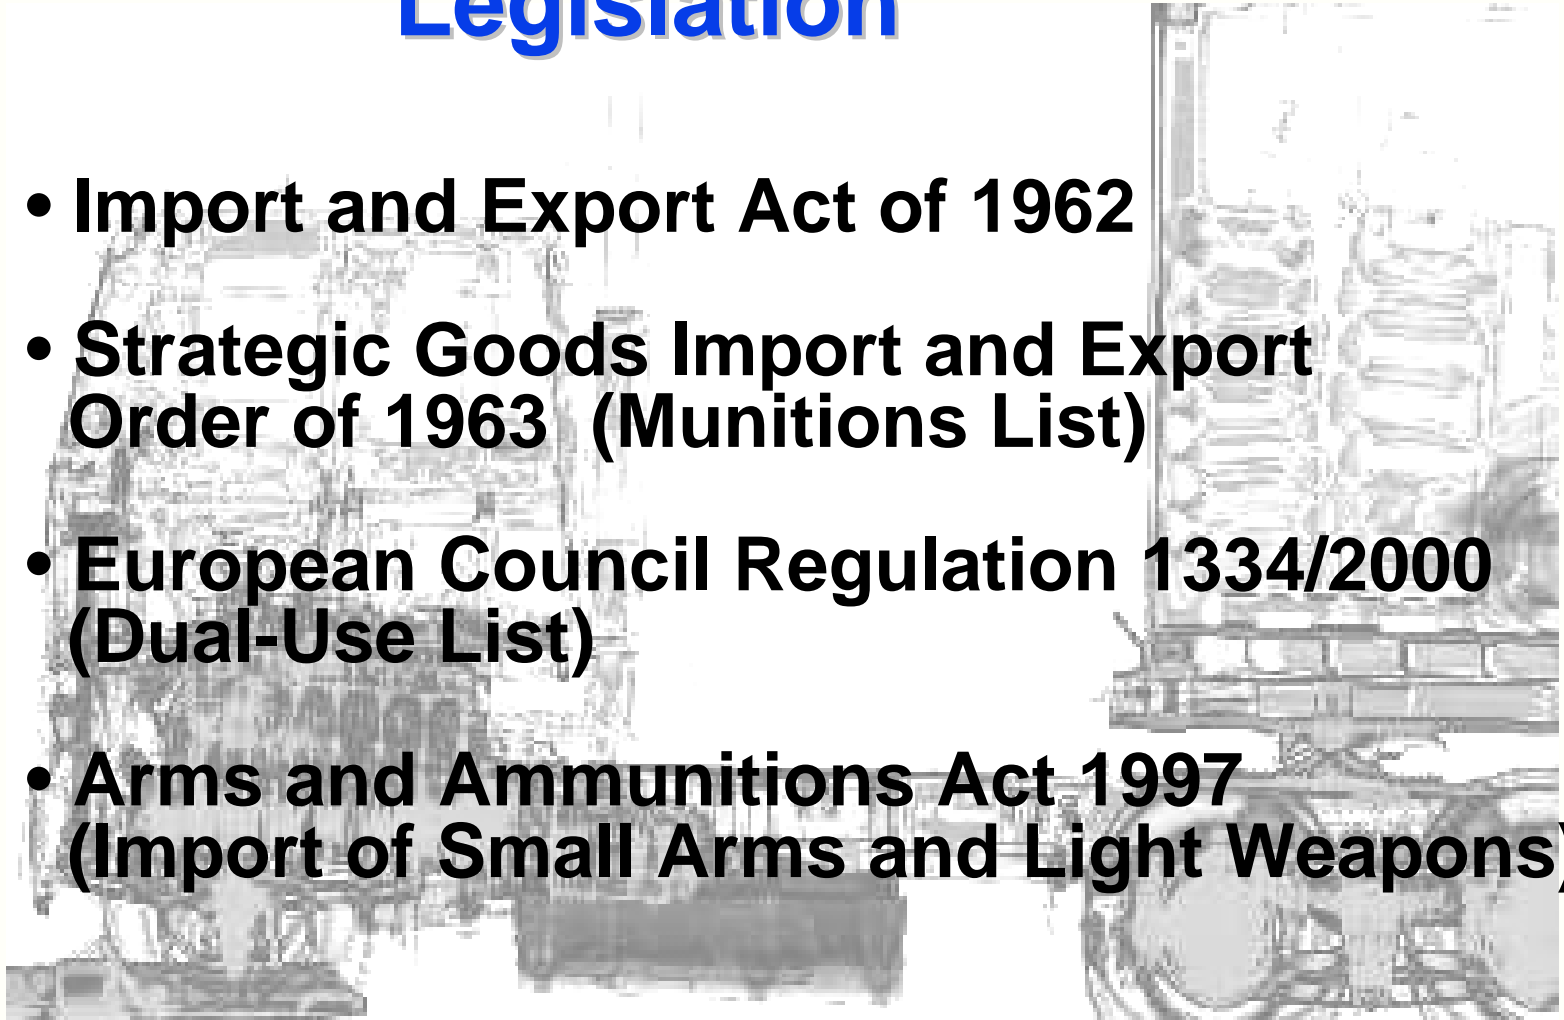 Legislation
• Import and Export Act of 1962
• Strategic Goods Import and Export
Order of 1963 (Munitions List)
• European Council Regulation 1334/2000
(Dual-Use List)
• Arms and Ammunitions Act 1997
(Import of Small Arms and Light Weapons)